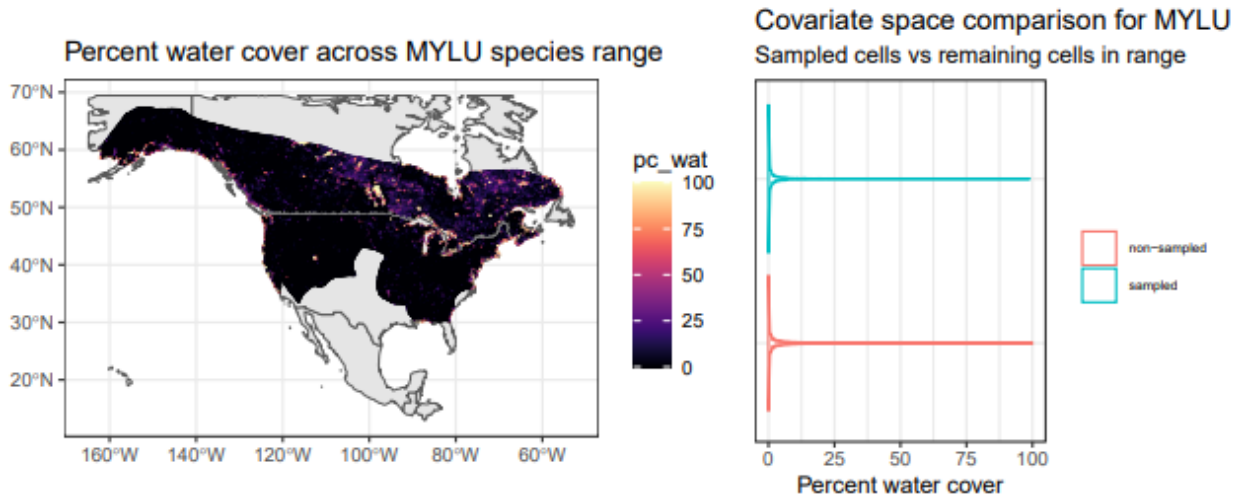 Percent water cover across MYLU species range
70°N
60°N
50°N
40°N
30°N
20°N
160°W
140°W
120°W
100°W
80°W
60°W
pc_wat
100
75
50
25
0
Covariate space comparison for MYLU
Sampled cells vs remaining cells in range
0
25
50
75
100
Percent water cover
non−sampled
sampled